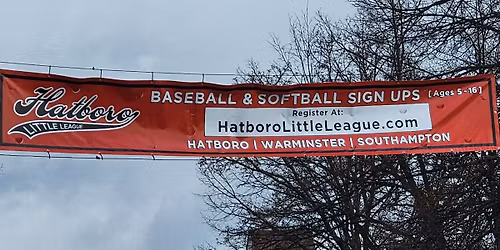 Hatboro
LITTLE LEAGUE
BASEBALL & SOFTBALL SIGN UPS [Ages 5-16]
Register At:
HatboroLittleLeague.com
HATBORO | WARMINSTER | SOUTHAMPTON